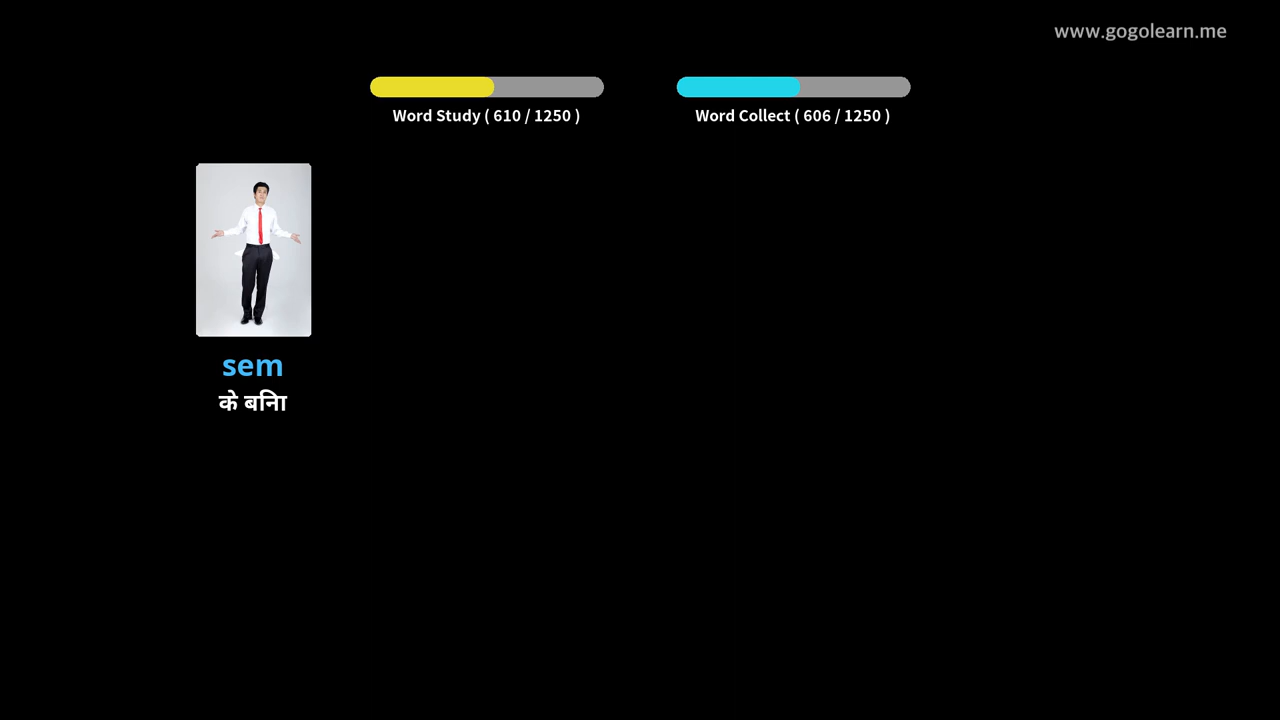 www.gogolearn.me
Word Study ( 610 / 1250 )
Word Collect ( 606 / 1250 )
sem
के बिना